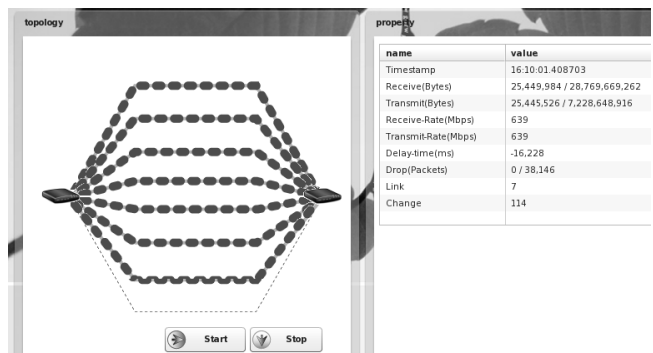 topology
property
name value
Timestamp 16:10:01.408703
Receive(Bytes) 25,449,984 / 28,769,669,262
Transmit(Bytes) 25,445,526 / 7,228,648,916
Receive-Rate(Mbps) 639
Transmit-Rate(Mbps) 639
Delay-time(ms) -16,228
Drop(Packets) 0 / 38,146
Link 7
Change 114
Start
Stop